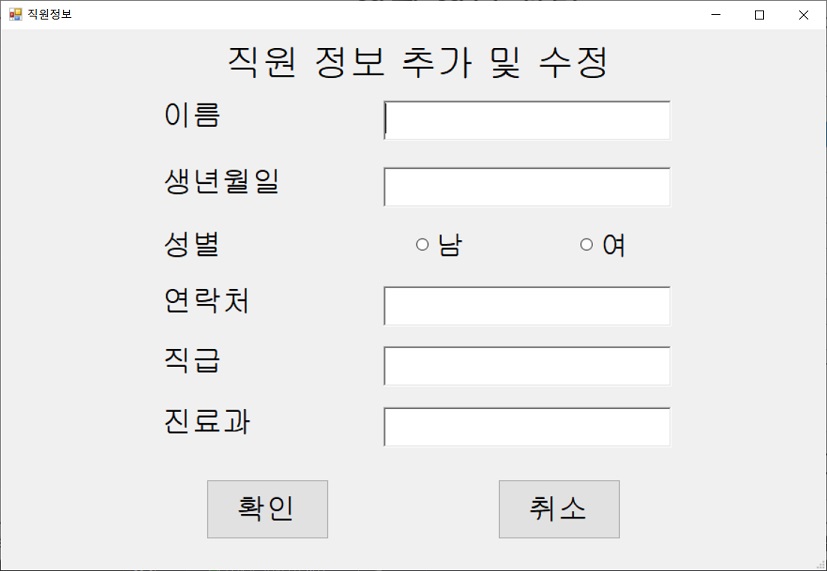 직원정보
직원 정보 추가 및 수정
이름
생년월일
성별 남 여
연락처
직급
진료과
확인 취소